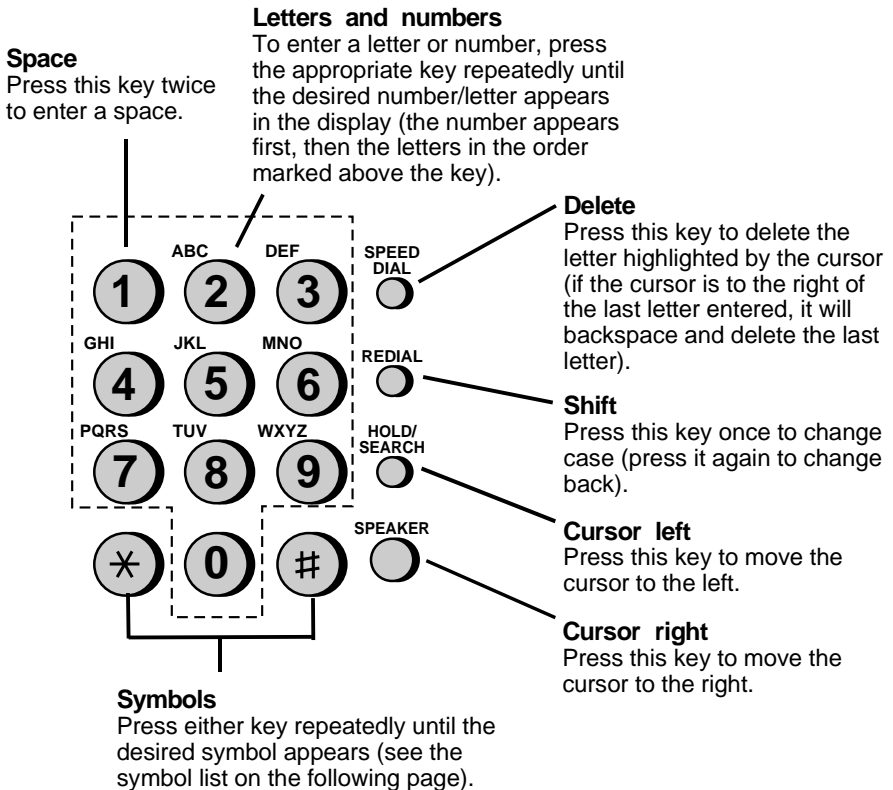 Letters and numbers
To enter a letter or number, press
the appropriate key repeatedly until
the desired number/letter appears
in the display (the number appears
first, then the letters in the order
marked above the key).
Space
Press this key twice
to enter a space.
Delete
Press this key to delete the
letter highlighted by the cursor
(if the cursor is to the right of
the last letter entered, it will
backspace and delete the last
letter).
ABC DEF SPEED
DIAL
1 2 3
GHI JKL MNO REDIAL
4 5 6
Shift
Press this key once to change
case (press it again to change
back).
PQRS TUV WXYZ HOLD/
SEARCH
7 8 9
Cursor left
Press this key to move the
cursor to the left.
SPEAKER
* 0 #
Cursor right
Press this key to move the
cursor to the right.
Symbols
Press either key repeatedly until the
desired symbol appears (see the
symbol list on the following page).